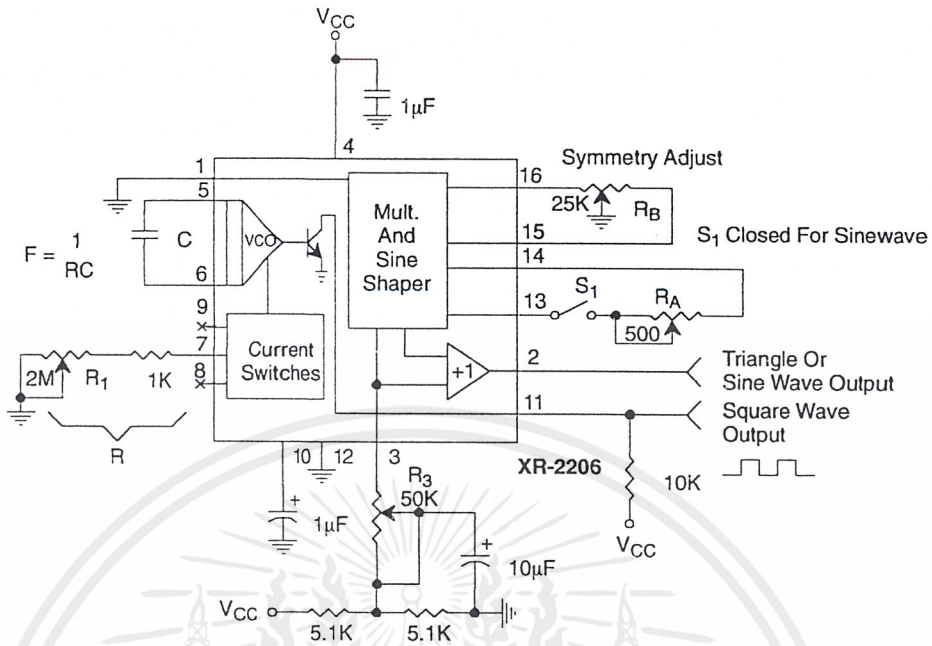 VCC
1μF
4
1
5
16
Symmetry Adjust
25K
RB
Mult.
And
Sine
Shaper
VCO
C
F = 1
RC
15
S1 Closed For Sinewave
6
14
13
S1
RA
500
9
7
8
Current
Switches
2M
R1
1K
R
+1
2
Triangle Or
Sine Wave Output
11
Square Wave
Output
10
12
3
XR-2206
10K
VCC
1μF
R3
50K
+
+
10μF
VCC
5.1K
5.1K